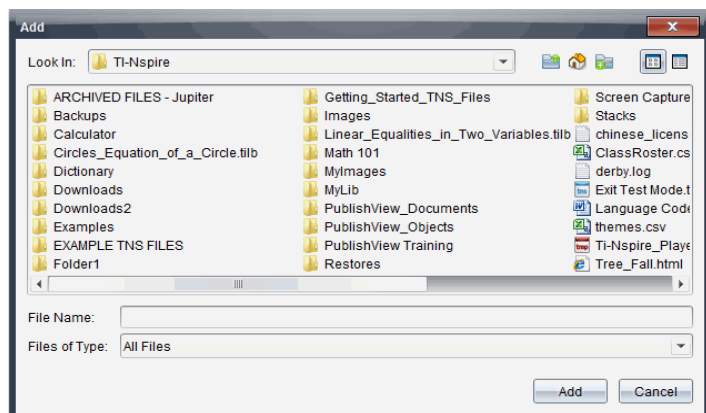 Add
Look In: TI-Nspire
ARCHIVED FILES - Jupiter
Backups
Calculator
Circles_Equation_of_a_Circle.tilb
Dictionary
Downloads
Downloads2
Examples
EXAMPLE TNS FILES
Folder1
Getting_Started_TNS_Files
Images
Linear_Equalities_in_Two_Variables.tilb
Math 101
MyImages
MyLib
PublishView_Documents
PublishView_Objects
PublishView Training
Restores
Screen Capture
Stacks
chinese_licens
ClassRoster.cs
derby.log
Exit Test Mode.t
Language Code
themes.csv
Ti-Nspire_Playe
Tree_Fall.html
File Name:
Files of Type: All Files
Add Cancel